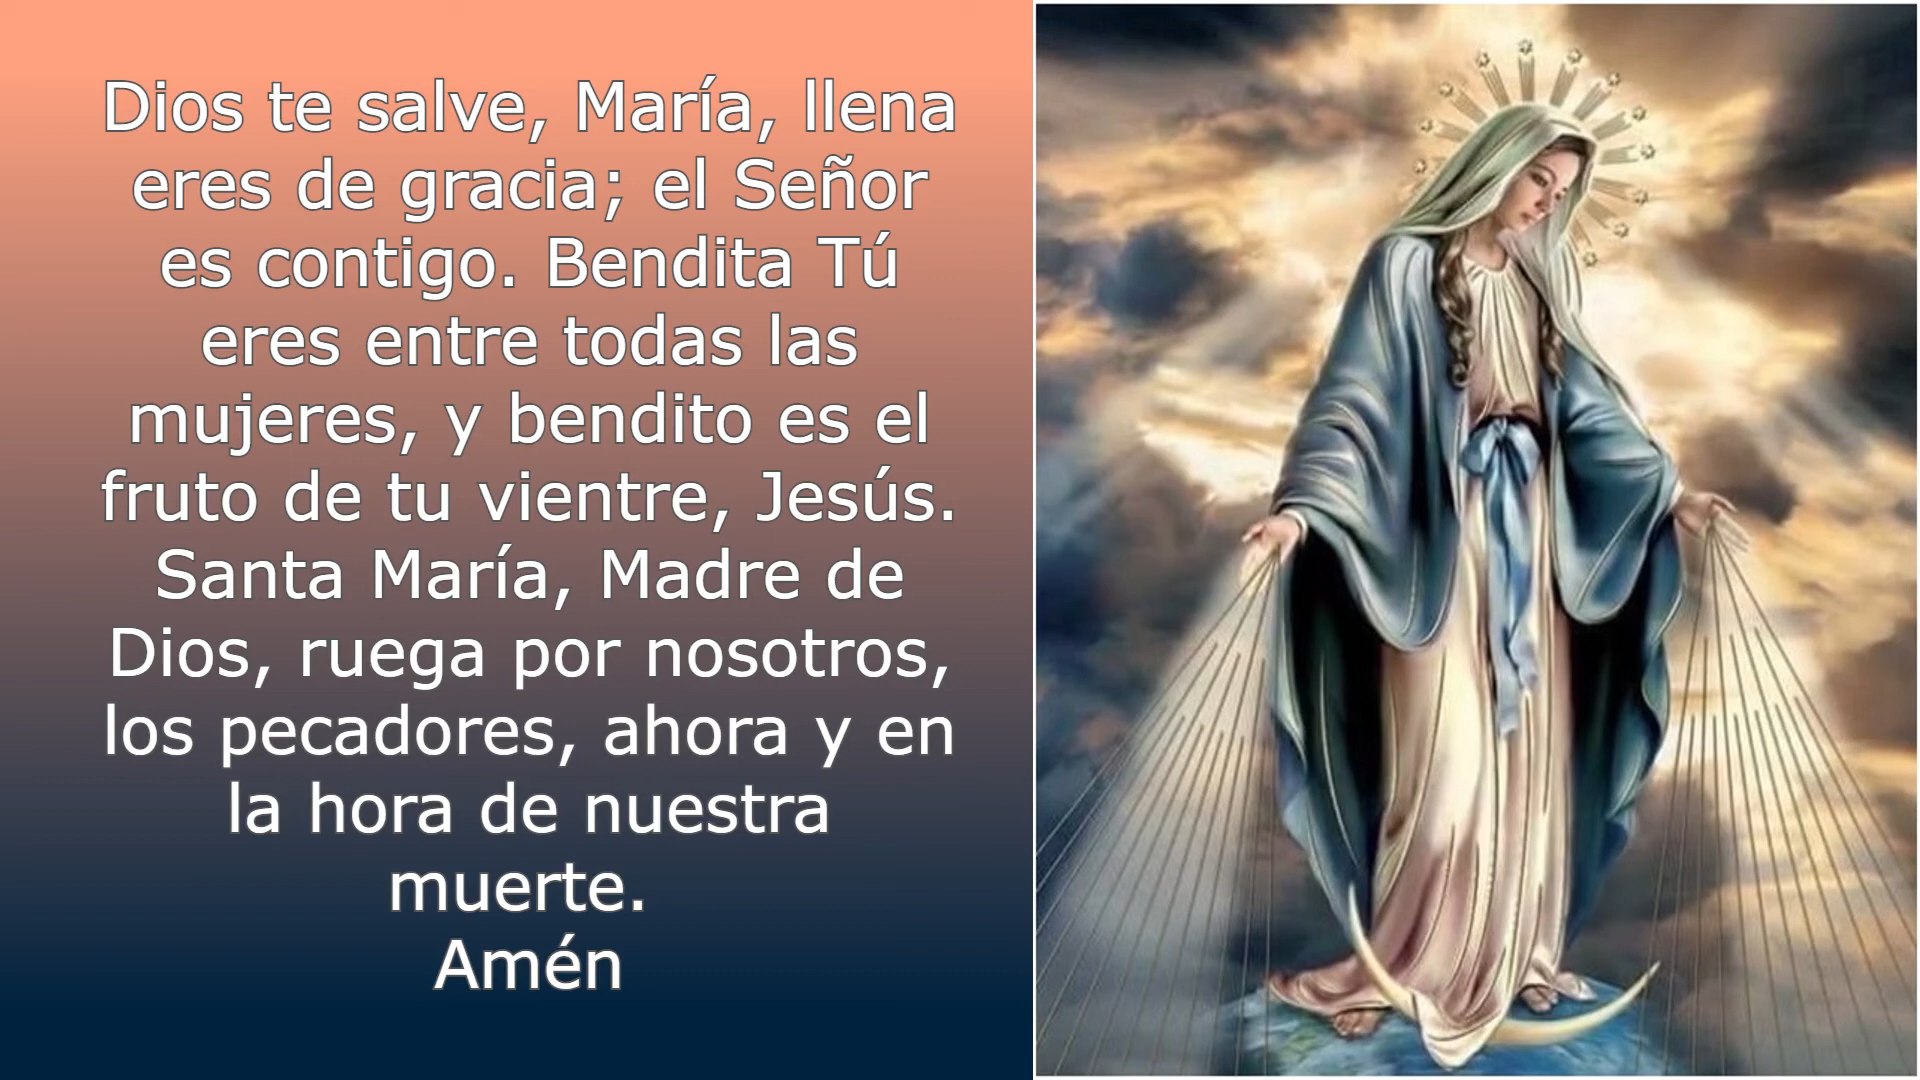 Dios te salve, María, llena
eres de gracia; el Señor
es contigo. Bendita Tú
eres entre todas las
mujeres, y bendito es el
fruto de tu vientre, Jesús.
Santa María, Madre de
Dios, ruega por nosotros,
los pecadores, ahora y en
la hora de nuestra
muerte.
Amén